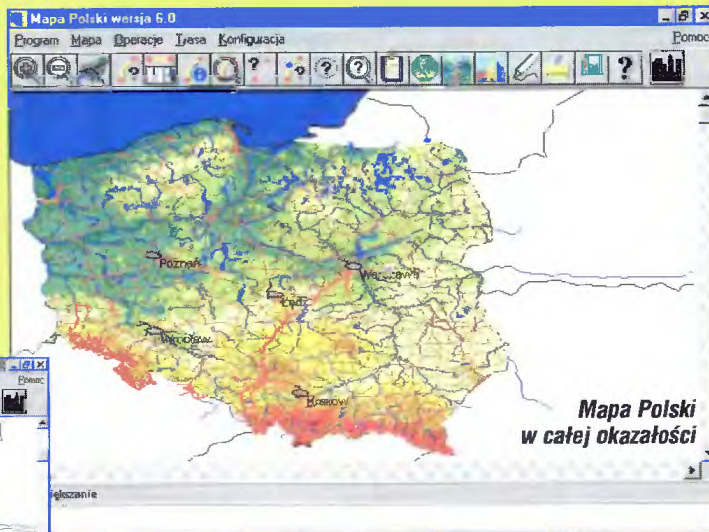 Mapa Polski wersja 6.0
Program Mapa Operacje Trasa Konfiguracja Pomoc
Poznań
Łódź
Wrocław
Kraków
Mapa Polski
w całej okazałości
Pomoc
iększanie